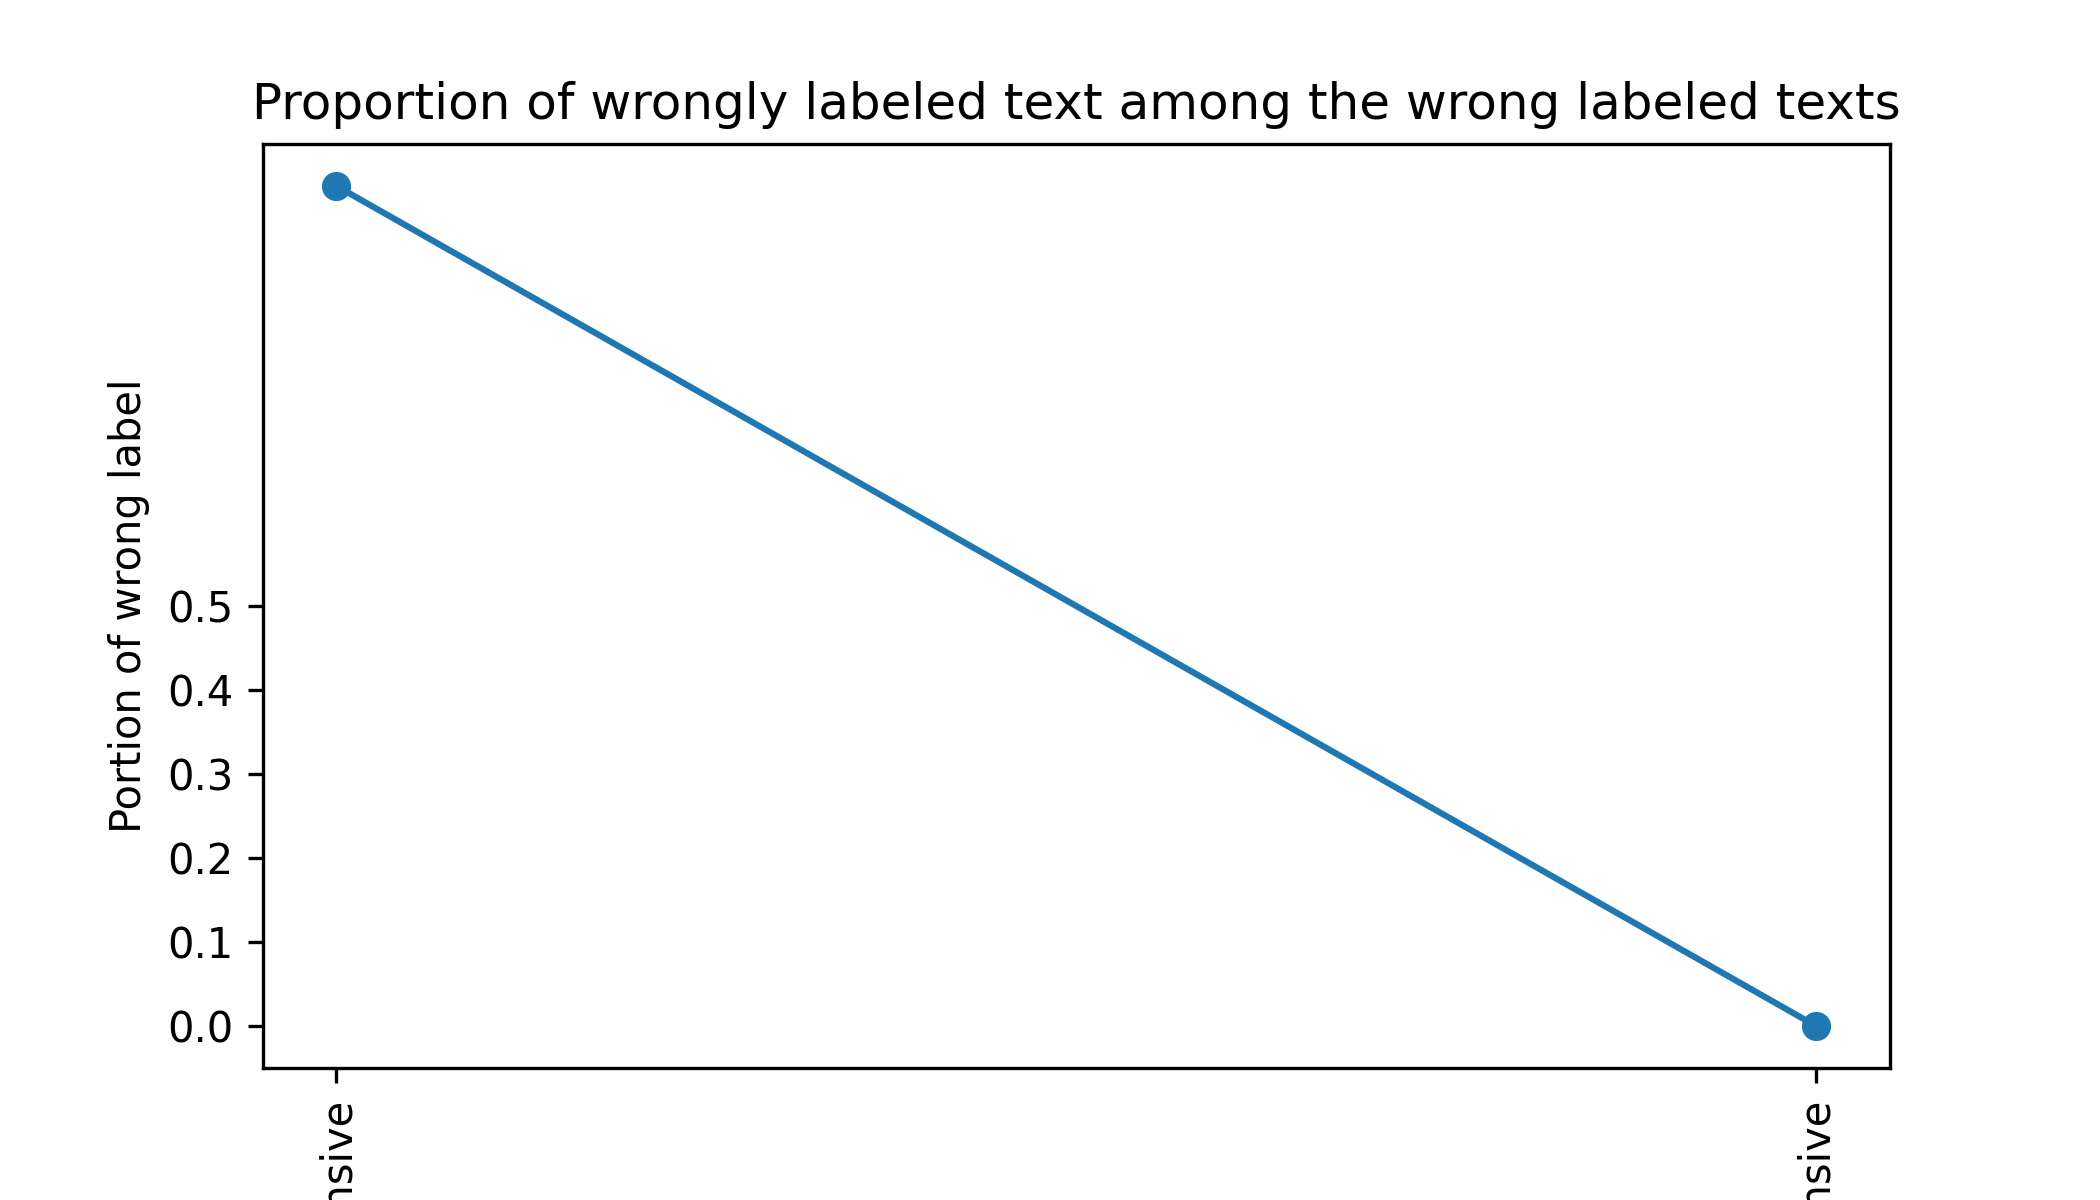 Proportion of wrongly labeled text among the wrong labeled texts
Portion of wrong label
0.5
0.4
0.3
0.2
0.1
0.0
nsive
nsive